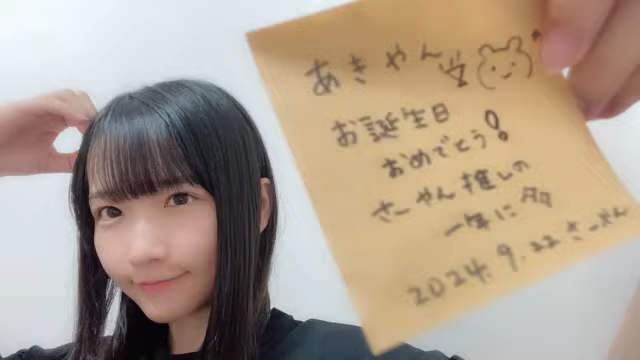 あきやん
お誕生日
おめでとう!
さーやん推しの
一年に多
2024.9.22 さーやん